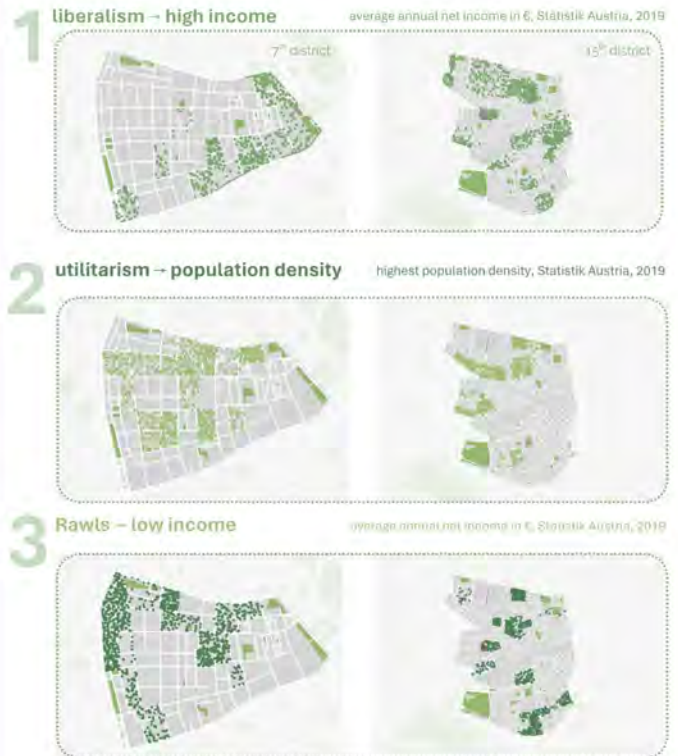 1 liberalism → high income
average annual net income in €, Statistik Austria, 2019
7th district
15th district
2 utilitarism → population density
highest population density, Statistik Austria, 2019
3 Rawls – low income
average annual net income in €, Statistik Austria, 2019